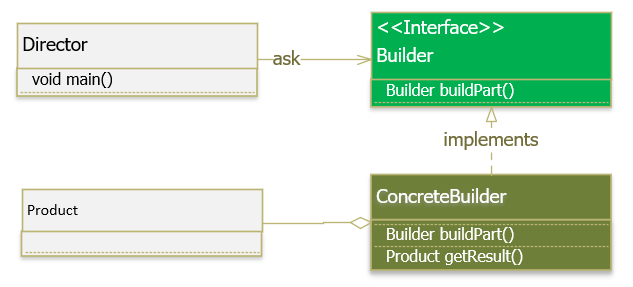 Director
void main()
ask
<<Interface>>
Builder
Builder buildPart()
implements
Product
ConcreteBuilder
Builder buildPart()
Product getResult()